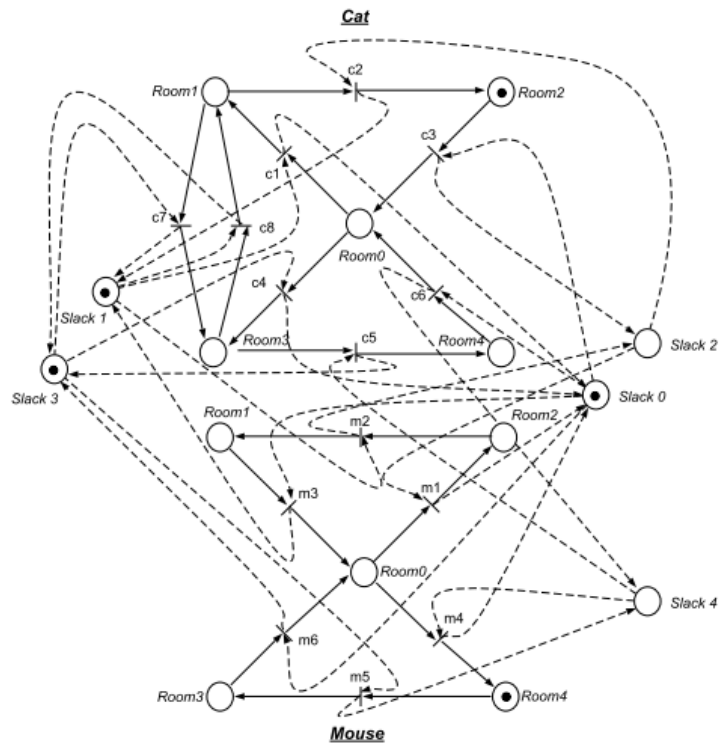 Cat
c2
Room1
Room2
c3
c1
c7
c8
Room0
c4
c6
Slack 1
Room3
c5
Room4
Slack 2
Slack 3
Slack 0
Room1
m2
Room2
m3
m1
Room0
Slack 4
m4
m6
m5
Room3
Room4
Mouse